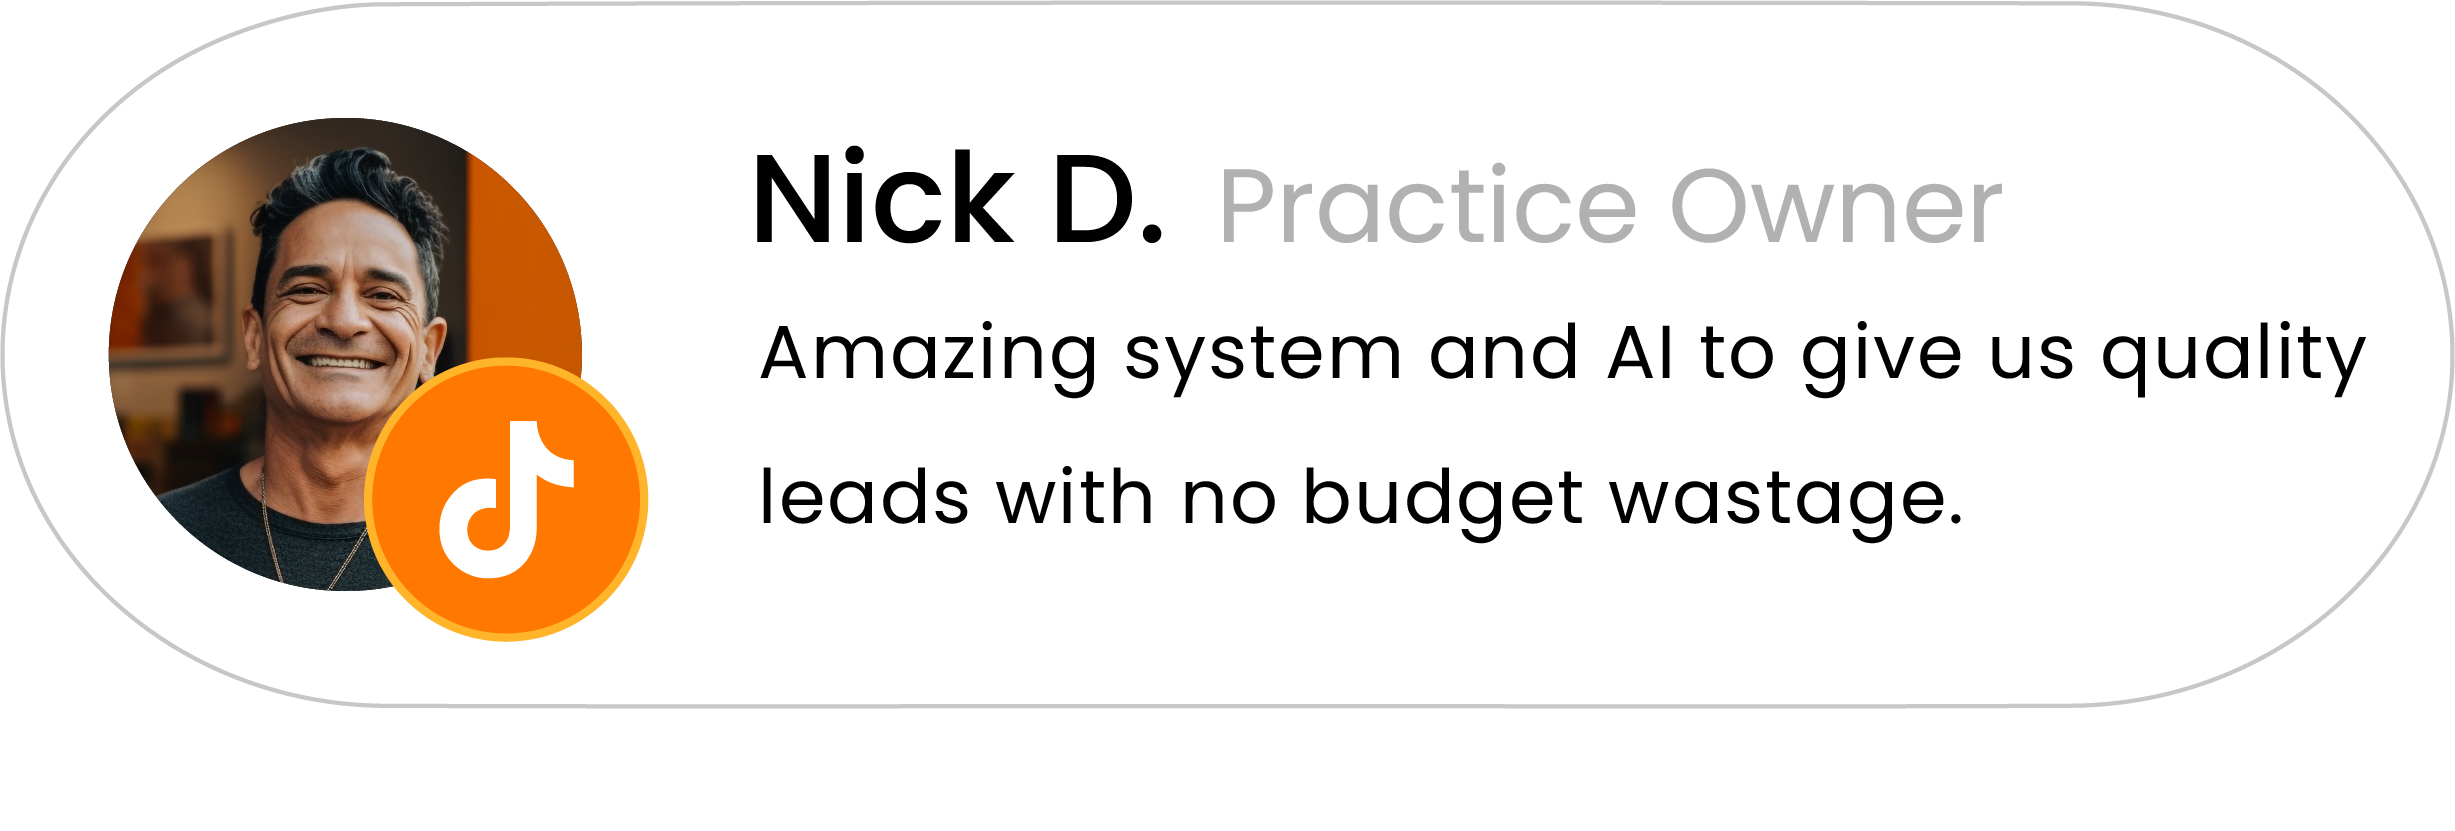 Nick D. Practice Owner
Amazing system and AI to give us quality
leads with no budget wastage.